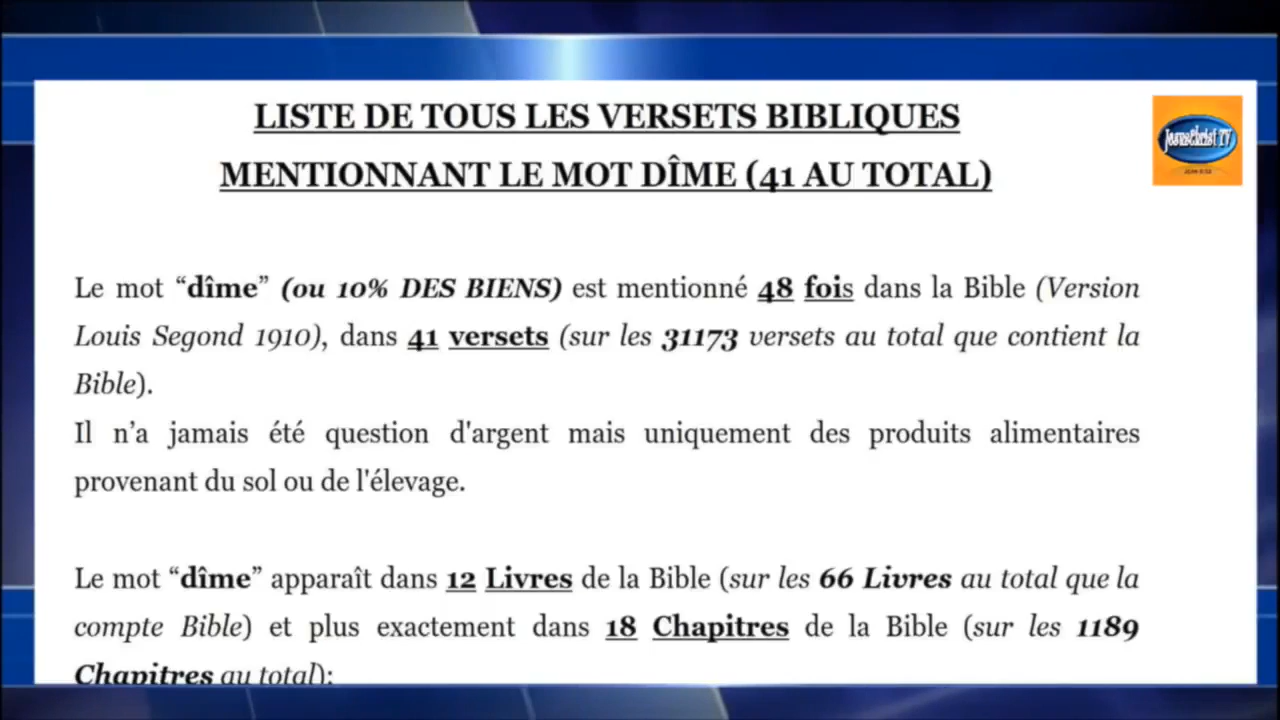 LISTE DE TOUS LES VERSETS BIBLIQUES
MENTIONNANT LE MOT DÎME (41 AU TOTAL)
JesusChrist TV
Le mot “dîme” (ou 10% DES BIENS) est mentionné 48 fois dans la Bible (Version
Louis Segond 1910), dans 41 versets (sur les 31173 versets au total que contient la
Bible).
Il n’a jamais été question d'argent mais uniquement des produits alimentaires
provenant du sol ou de l'élevage.
Le mot “dîme” apparaît dans 12 Livres de la Bible (sur les 66 Livres au total que la
compte Bible) et plus exactement dans 18 Chapitres de la Bible (sur les 1189
Chapitres au total):